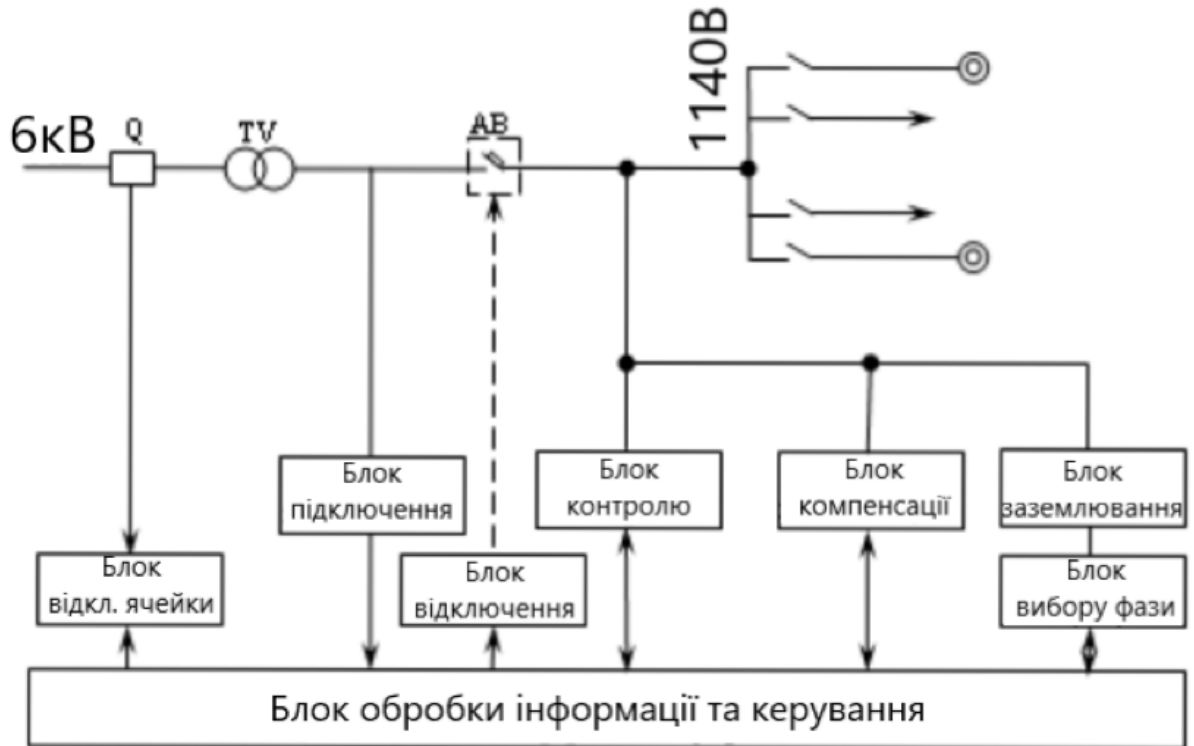 1140В
6кВ
Q
TV
AB
Блок
підключення
Блок
контролю
Блок
компенсації
Блок
заземлювання
Блок
відкл. ячейки
Блок
відключення
Блок
вибору фази
Блок обробки інформації та керування